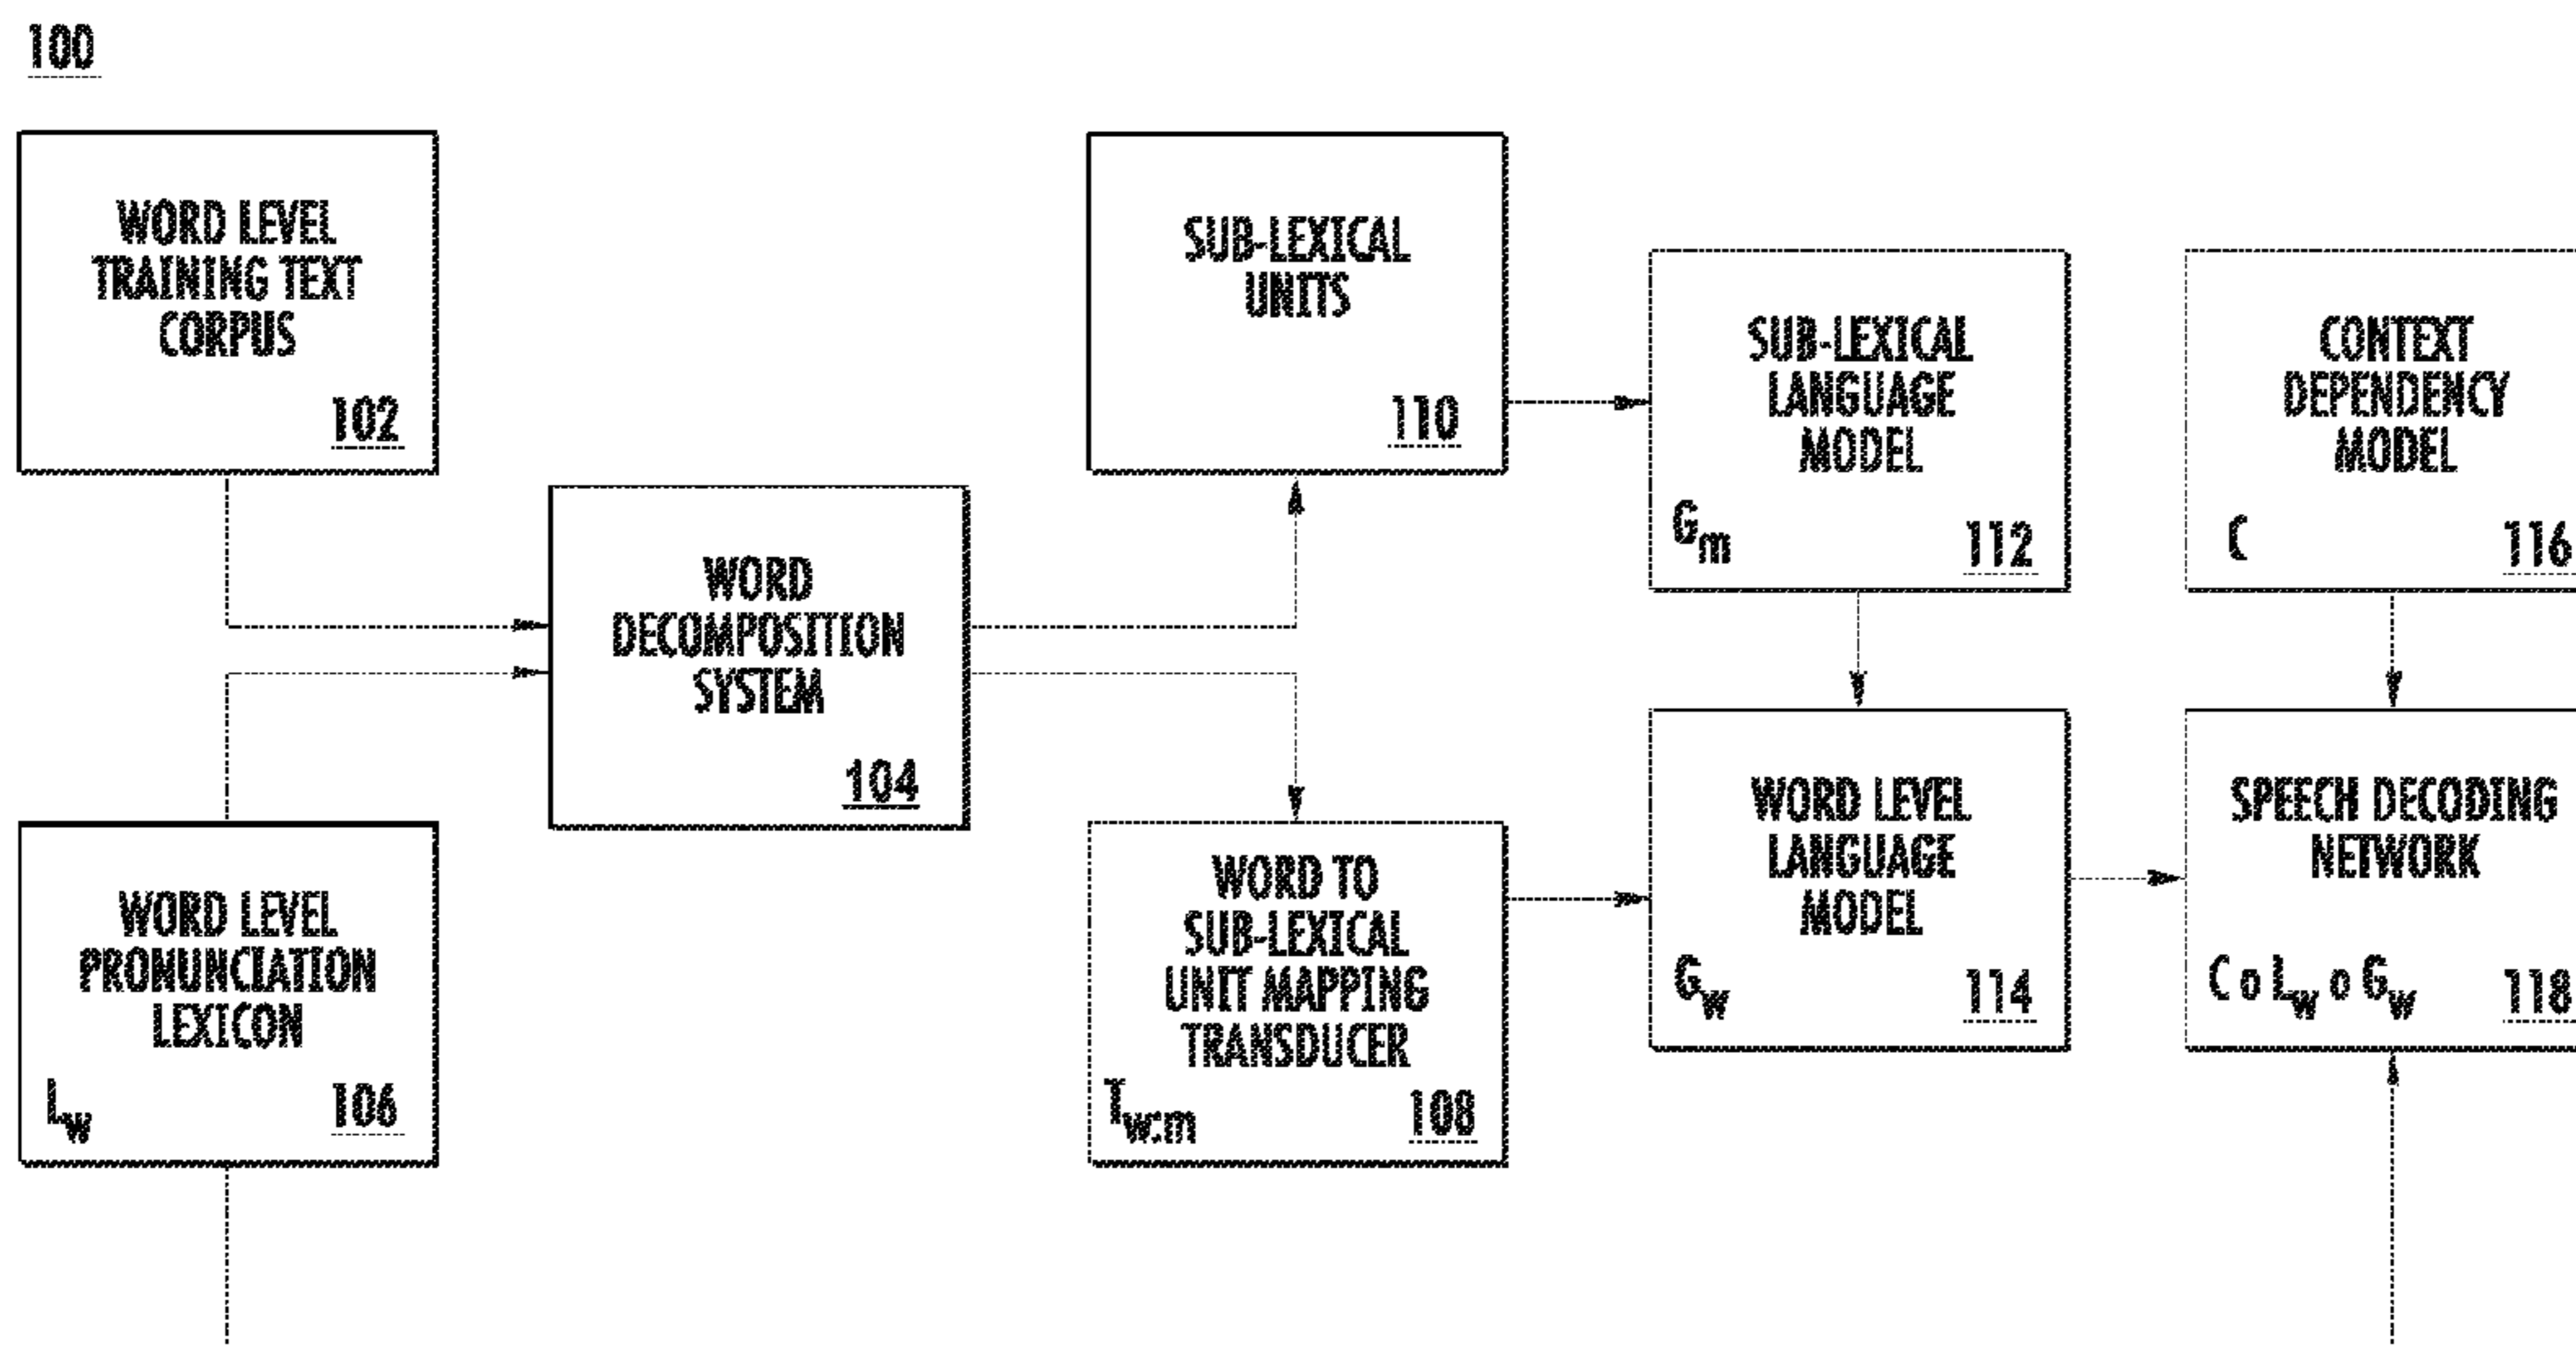 100
WORD LEVEL
TRAINING TEXT
CORPUS
102
WORD
DECOMPOSITION
SYSTEM
104
WORD LEVEL
PRONUNCIATION
LEXICON
Lw 106
SUB-LEXICAL
UNITS
110
WORD TO
SUB-LEXICAL
UNIT MAPPING
TRANSDUCER
Tw:m 108
SUB-LEXICAL
LANGUAGE
MODEL
Gm 112
WORD LEVEL
LANGUAGE
MODEL
Gw 114
CONTEXT
DEPENDENCY
MODEL
C 116
SPEECH DECODING
NETWORK
C o Lw o Gw 118